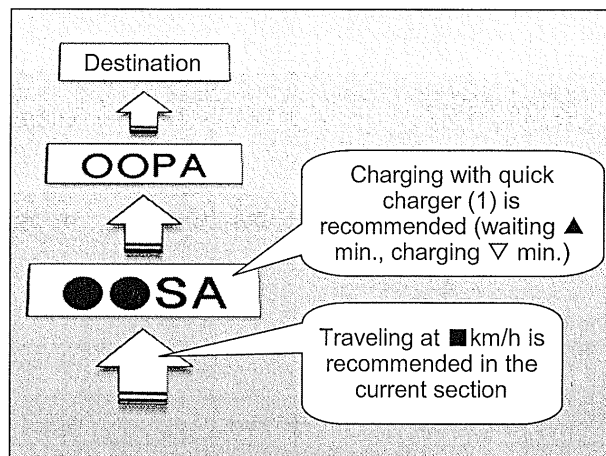 Destination
○○PA
Charging with quick
charger (1) is
recommended (waiting ▲
min., charging ▽ min.)
●●SA
Traveling at ■km/h is
recommended in the
current section